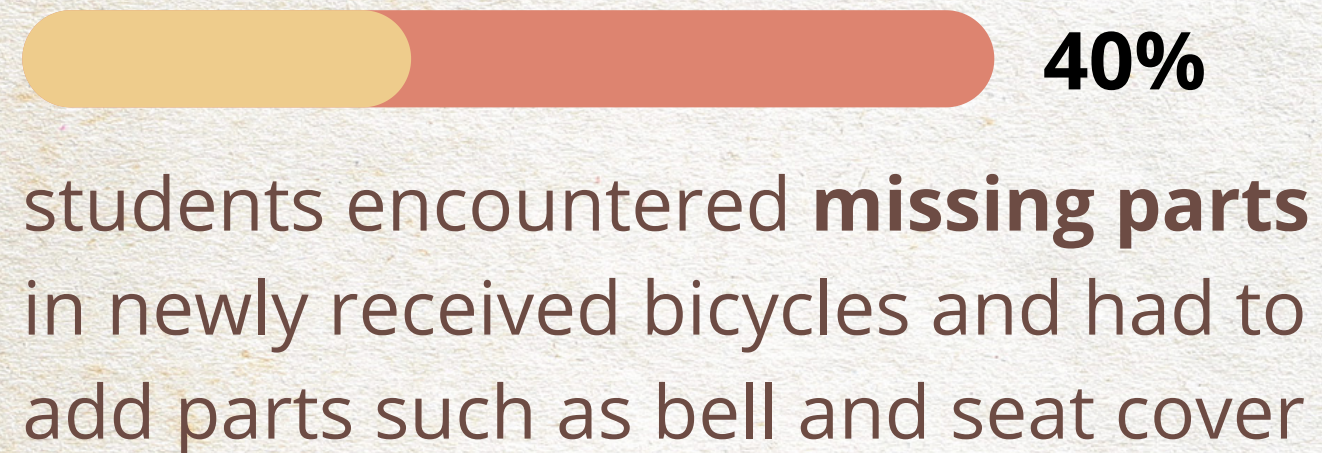 40%
students encountered missing parts
in newly received bicycles and had to
add parts such as bell and seat cover